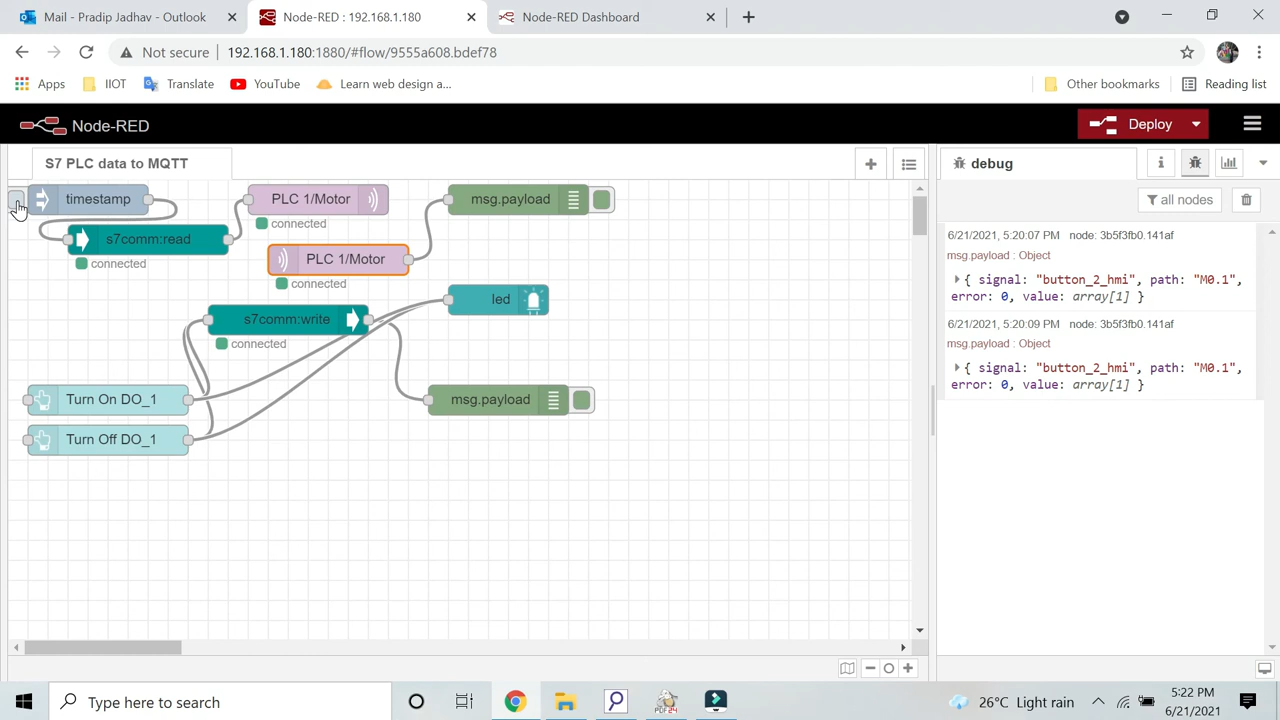 Mail - Pradip Jadhav - Outlook
Node-RED : 192.168.1.180
Node-RED Dashboard
Not secure
192.168.1.180:1880/#flow/9555a608.bdef78
Apps
IIOT
Translate
YouTube
Learn web design a...
Other bookmarks
Reading list
Node-RED
Deploy
S7 PLC data to MQTT
debug
timestamp
PLC 1/Motor
msg.payload
all nodes
connected
s7comm:read
connected
PLC 1/Motor
connected
led
s7comm:write
connected
Turn On DO_1
msg.payload
Turn Off DO_1
6/21/2021, 5:20:07 PM node: 3b5f3fb0.141af
msg.payload : Object
{ signal: "button_2_hmi", path: "M0.1",
error: 0, value: array[1] }
6/21/2021, 5:20:09 PM node: 3b5f3fb0.141af
msg.payload : Object
{ signal: "button_2_hmi", path: "M0.1",
error: 0, value: array[1] }
Type here to search
26°C Light rain
5:22 PM
6/21/2021